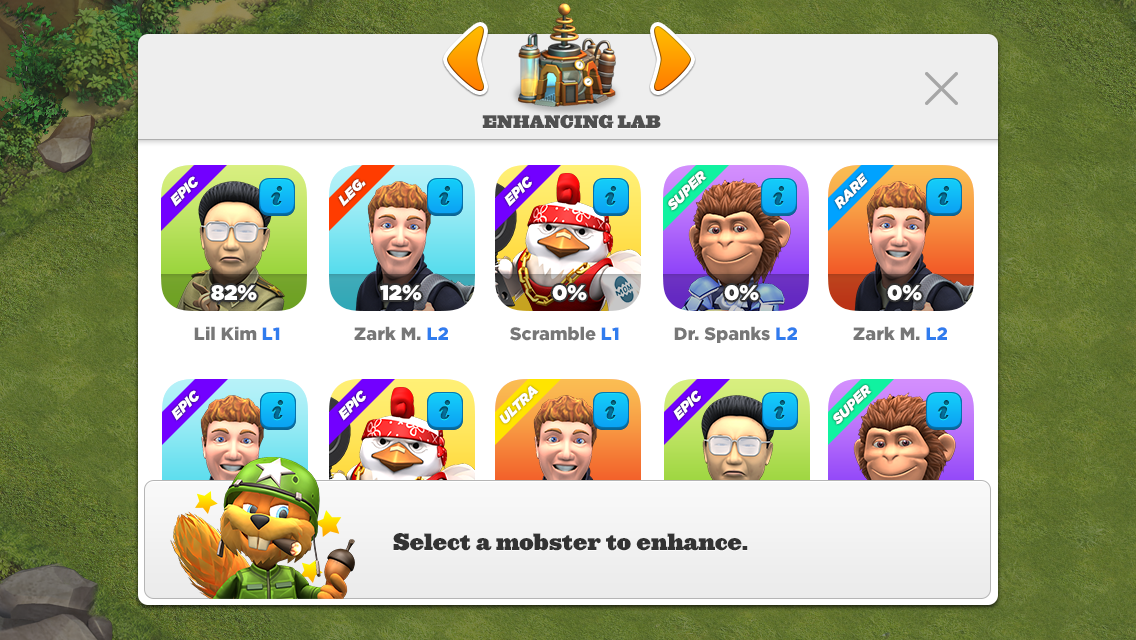 ENHANCING LAB
EPIC
LEG.
EPIC
SUPER
RARE
i
i
i
i
i
MOM
82%
12%
0%
0%
0%
Lil Kim L1
Zark M. L2
Scramble L1
Dr. Spanks L2
Zark M. L2
EPIC
EPIC
ULTRA
EPIC
SUPER
i
i
i
i
i
Select a mobster to enhance.